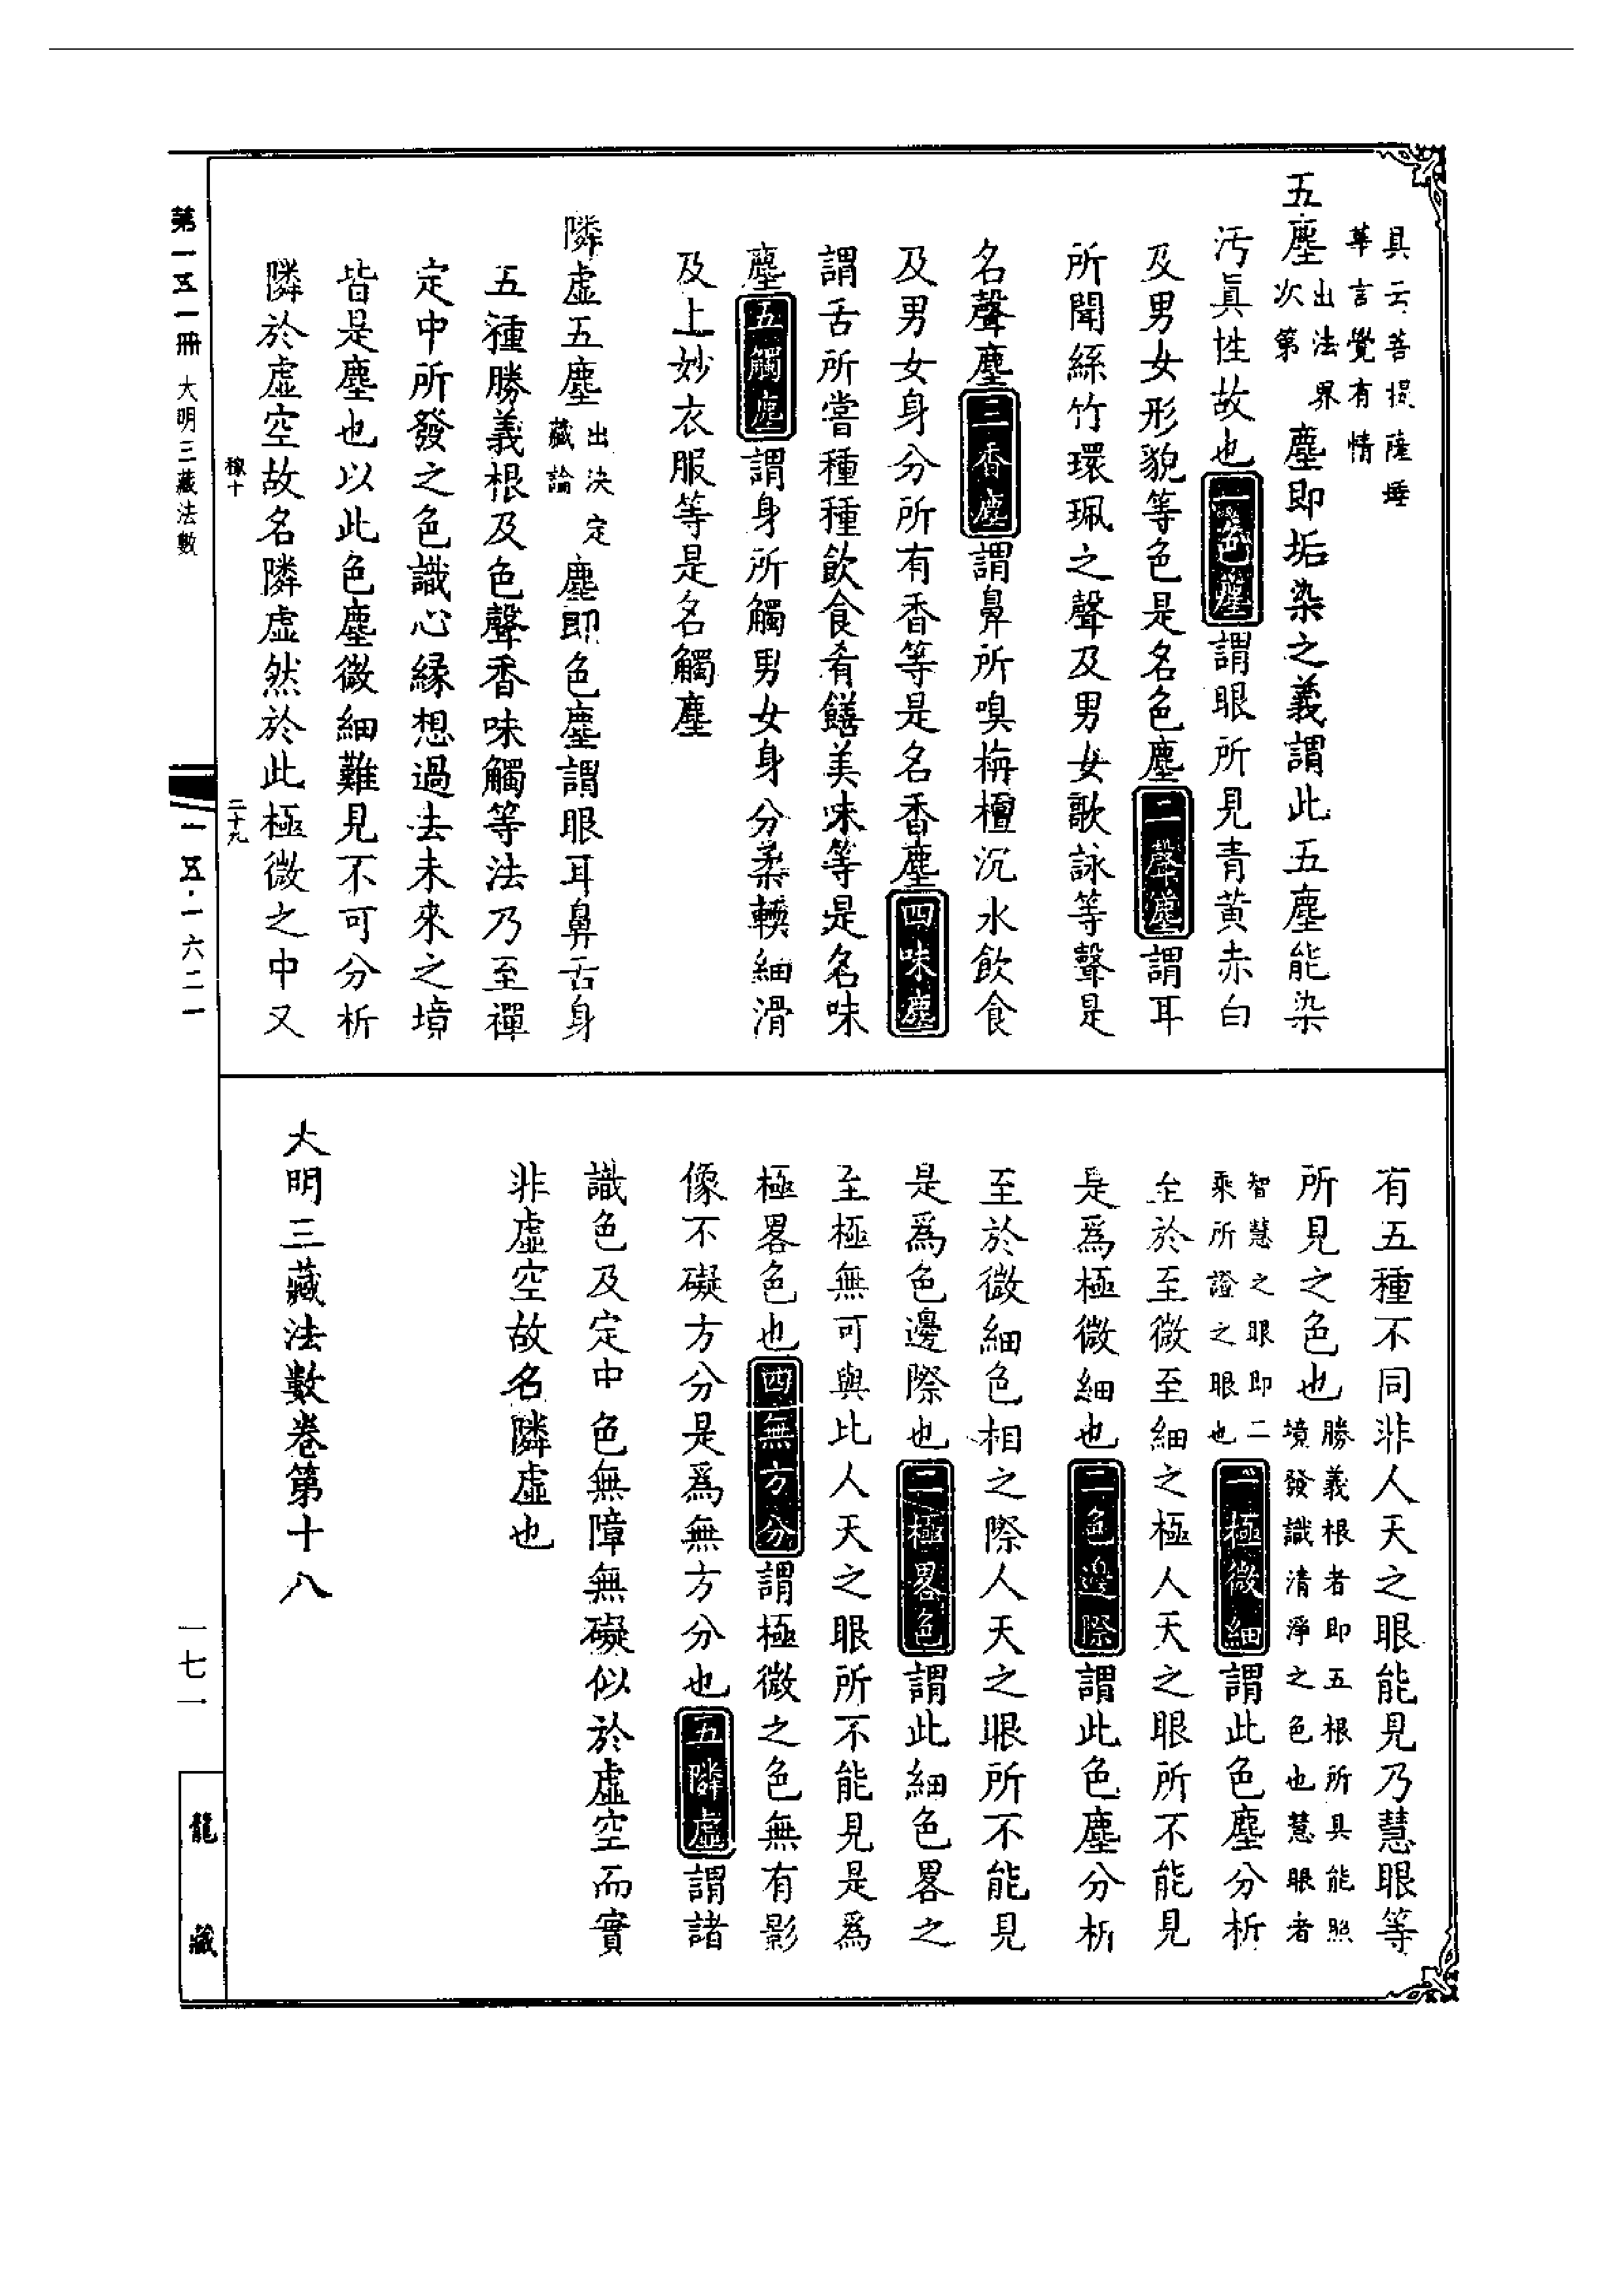 具云菩提薩埵
華言覺有情
五塵出法界次第 塵即垢染之義謂此五塵能染
汚眞性故也一色塵謂眼所見青黄赤白
及男女形貌等色是名色塵二聲塵謂耳
所聞絲竹環珮之聲及男女歌詠等聲是
名聲塵三香塵謂鼻所嗅栴檀沉水飲食
及男女身分所有香等是名香塵四味塵
謂舌所嘗種種飲食肴饍美味等是名味
塵五觸塵謂身所觸男女身分柔輭細滑
及上妙衣服等是名觸塵
隣虛五塵出決定藏論 塵即色塵謂眼耳鼻舌身
五種勝義根及色聲香味觸等法乃至禪
定中所發之色識心緣想過去未來之境
皆是塵也以此色塵微細難見不可分析
隣於虛空故名隣虛然於此極微之中又
有五種不同非人天之眼能見乃慧眼等
所見之色也勝義根者即五根所具能照境發識清淨之色也慧眼者
智慧之眼即二乘所證之眼也一極微細謂此色塵分析
至於至微至細之極人天之眼所不能見
是爲極微細也二色邊際謂此色塵分析
至於微細色相之際人天之眼所不能見
是爲色邊際也三極畧色謂此細色畧之
至極無可與比人天之眼所不能見是爲
極畧色也四無方分謂極微之色無有影
像不礙方分是爲無方分也五隣虛謂諸
識色及定中色無障無礙似於虛空而實
非虛空故名隣虛也
大明三藏法數卷第十八
稼十
二十九
第一五一冊 大明三藏法數
一五·一六二一
一七一
龍藏